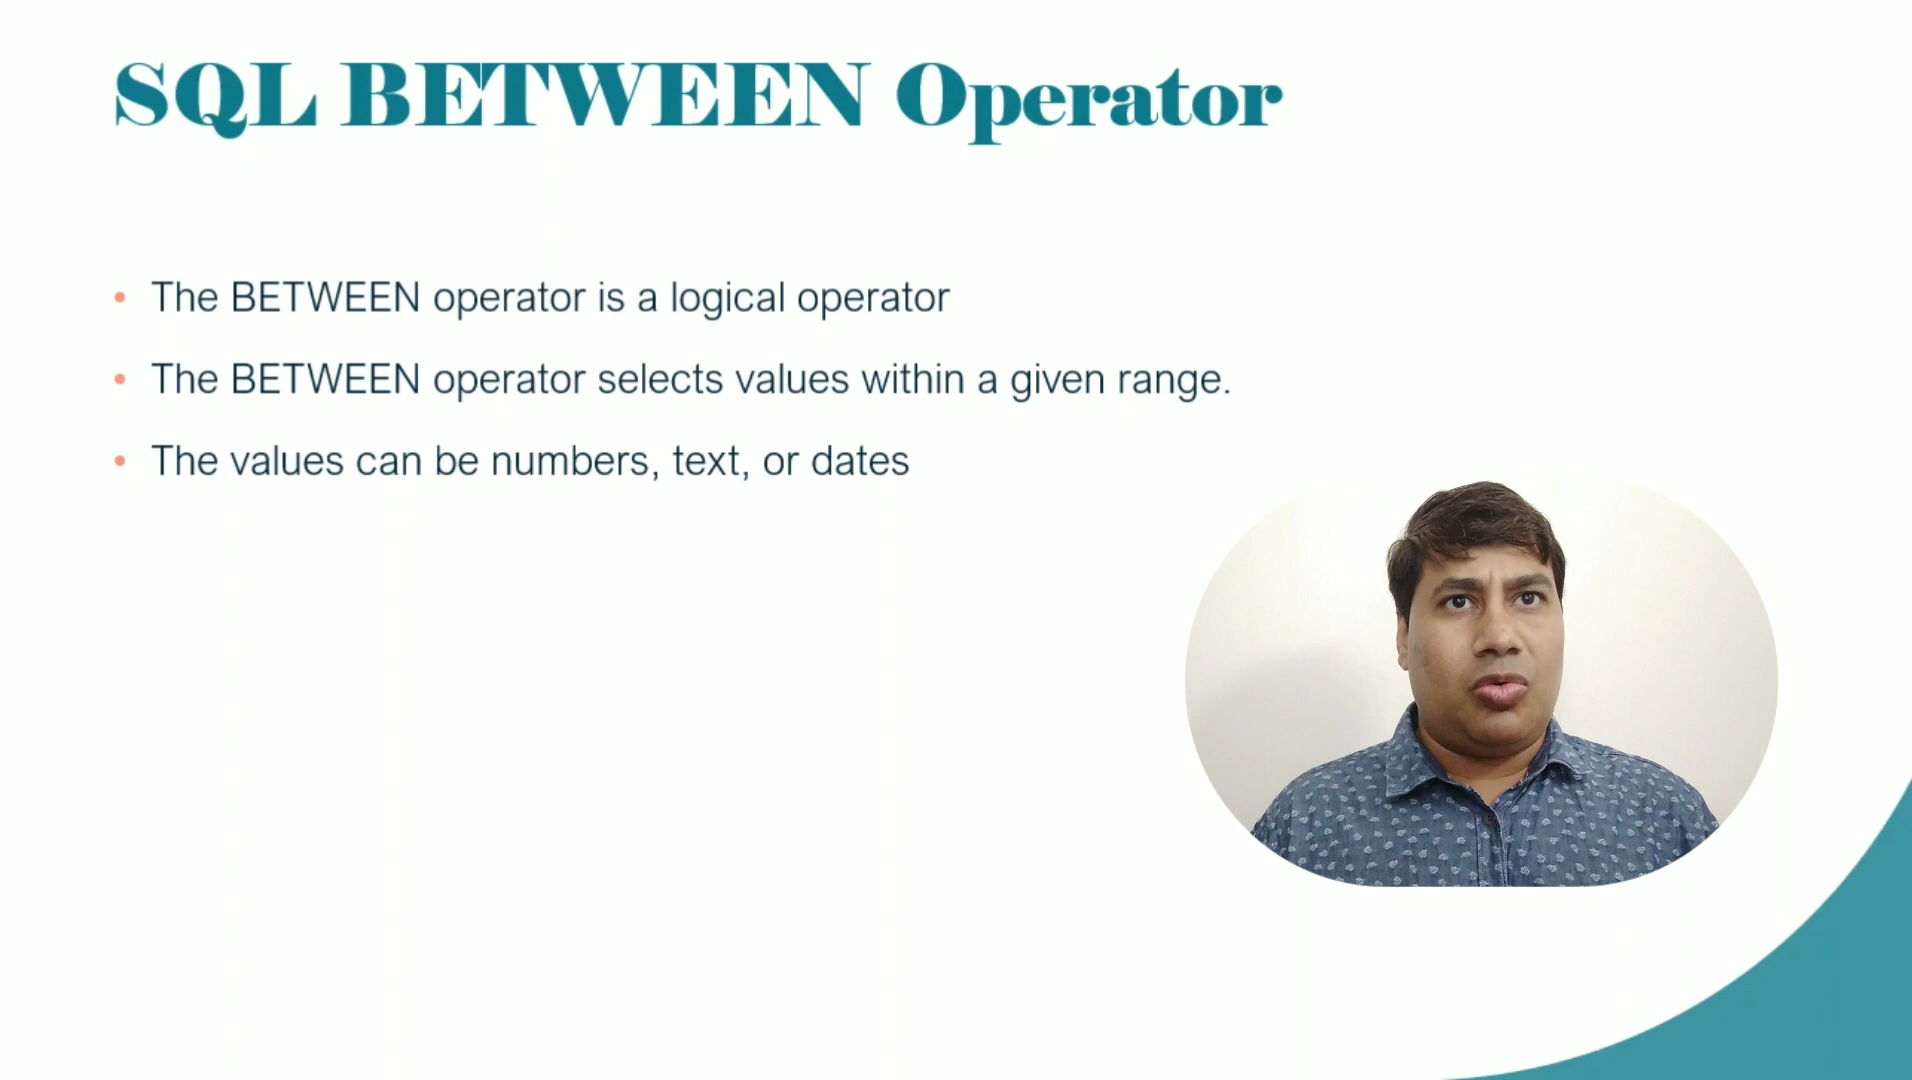 SQL BETWEEN Operator
• The BETWEEN operator is a logical operator
• The BETWEEN operator selects values within a given range.
• The values can be numbers, text, or dates